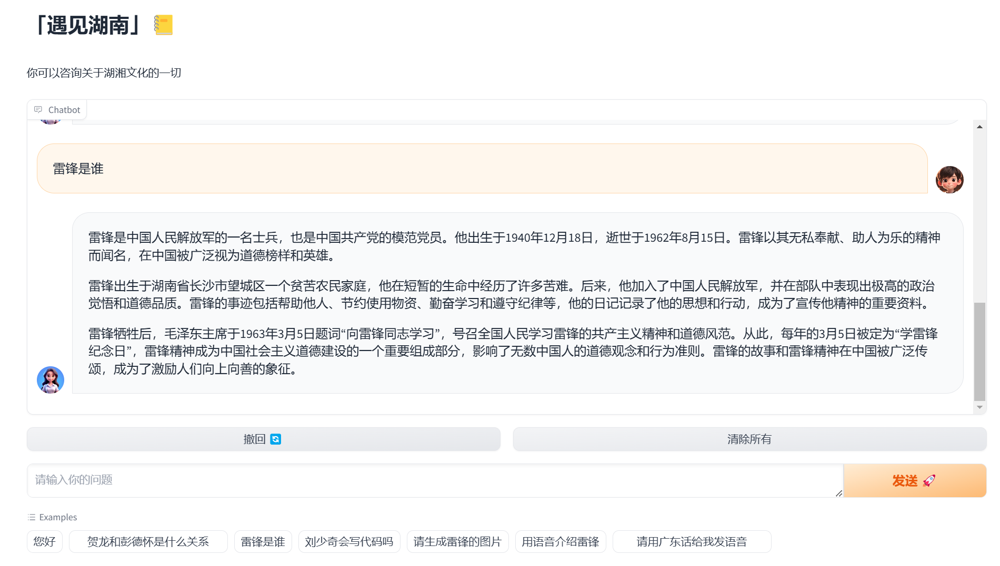 「遇见湖南」
你可以咨询关于湖湘文化的一切
Chatbot
雷锋是谁
雷锋是中国人民解放军的一名士兵，也是中国共产党的模范党员。他出生于1940年12月18日，逝世于1962年8月15日。雷锋以其无私奉献、助人为乐的精神
而闻名，在中国被广泛视为道德榜样和英雄。
雷锋出生于湖南省长沙市望城区一个贫苦农民家庭，他在短暂的生命中经历了许多苦难。后来，他加入了中国人民解放军，并在部队中表现出极高的政治
觉悟和道德品质。雷锋的事迹包括帮助他人、节约使用物资、勤奋学习和遵守纪律等，他的日记记录了他的思想和行动，成为了宣传他精神的重要资料。
雷锋牺牲后，毛泽东主席于1963年3月5日题词“向雷锋同志学习”，号召全国人民学习雷锋的共产主义精神和道德风范。从此，每年的3月5日被定为“学雷锋
纪念日”，雷锋精神成为中国社会主义道德建设的一个重要组成部分，影响了无数中国人的道德观念和行为准则。雷锋的故事和雷锋精神在中国被广泛传
颂，成为了激励人们向上向善的象征。
撤回
清除所有
请输入你的问题
发送
Examples
您好
贺龙和彭德怀是什么关系
雷锋是谁
刘少奇会写代码吗
请生成雷锋的图片
用语音介绍雷锋
请用广东话给我发语音